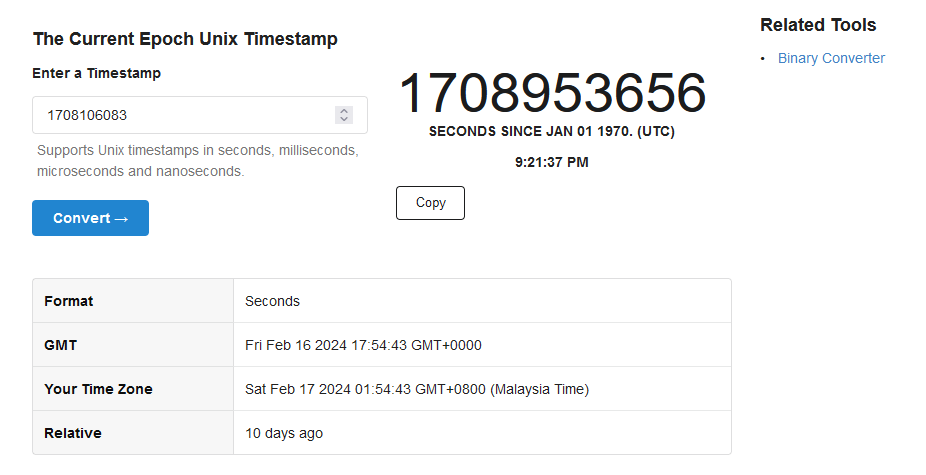 The Current Epoch Unix Timestamp
Enter a Timestamp
1708106083
Supports Unix timestamps in seconds, milliseconds,
microseconds and nanoseconds.
Convert →
1708953656
SECONDS SINCE JAN 01 1970. (UTC)
9:21:37 PM
Copy
Related Tools
• Binary Converter
Format Seconds
GMT Fri Feb 16 2024 17:54:43 GMT+0000
Your Time Zone Sat Feb 17 2024 01:54:43 GMT+0800 (Malaysia Time)
Relative 10 days ago